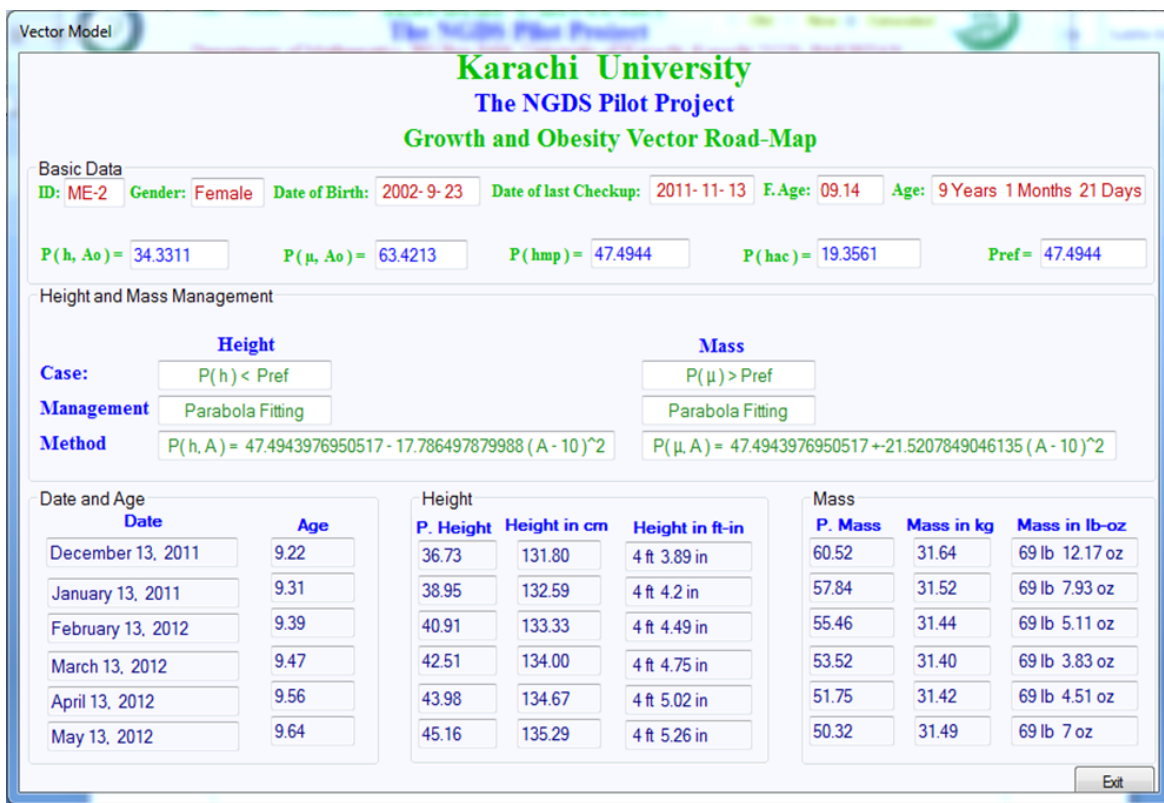 Vector Model
The NGDS Pilot Project
Karachi University
The NGDS Pilot Project
Growth and Obesity Vector Road-Map
Basic Data
ID: ME-2 Gender: Female Date of Birth: 2002- 9- 23 Date of last Checkup: 2011- 11- 13 F. Age: 09.14 Age: 9 Years 1 Months 21 Days
P( h, Ao) = 34.3311 P( µ, Ao) = 63.4213 P( hmp) = 47.4944 P( hac) = 19.3561 Pref = 47.4944
Height and Mass Management
Height Mass
Case: P( h ) < Pref P( µ ) > Pref
Management Parabola Fitting Parabola Fitting
Method P( h, A ) = 47.4943976950517 - 17.786497879988 ( A - 10 )^2 P( µ, A ) = 47.4943976950517 +-21.5207849046135 ( A - 10 )^2
Date and Age Height Mass
Date Age P. Height Height in cm Height in ft-in P. Mass Mass in kg Mass in lb-oz
December 13, 2011 9.22 36.73 131.80 4 ft 3.89 in 60.52 31.64 69 lb 12.17 oz
January 13, 2011 9.31 38.95 132.59 4 ft 4.2 in 57.84 31.52 69 lb 7.93 oz
February 13, 2012 9.39 40.91 133.33 4 ft 4.49 in 55.46 31.44 69 lb 5.11 oz
March 13, 2012 9.47 42.51 134.00 4 ft 4.75 in 53.52 31.40 69 lb 3.83 oz
April 13, 2012 9.56 43.98 134.67 4 ft 5.02 in 51.75 31.42 69 lb 4.51 oz
May 13, 2012 9.64 45.16 135.29 4 ft 5.26 in 50.32 31.49 69 lb 7 oz
Exit